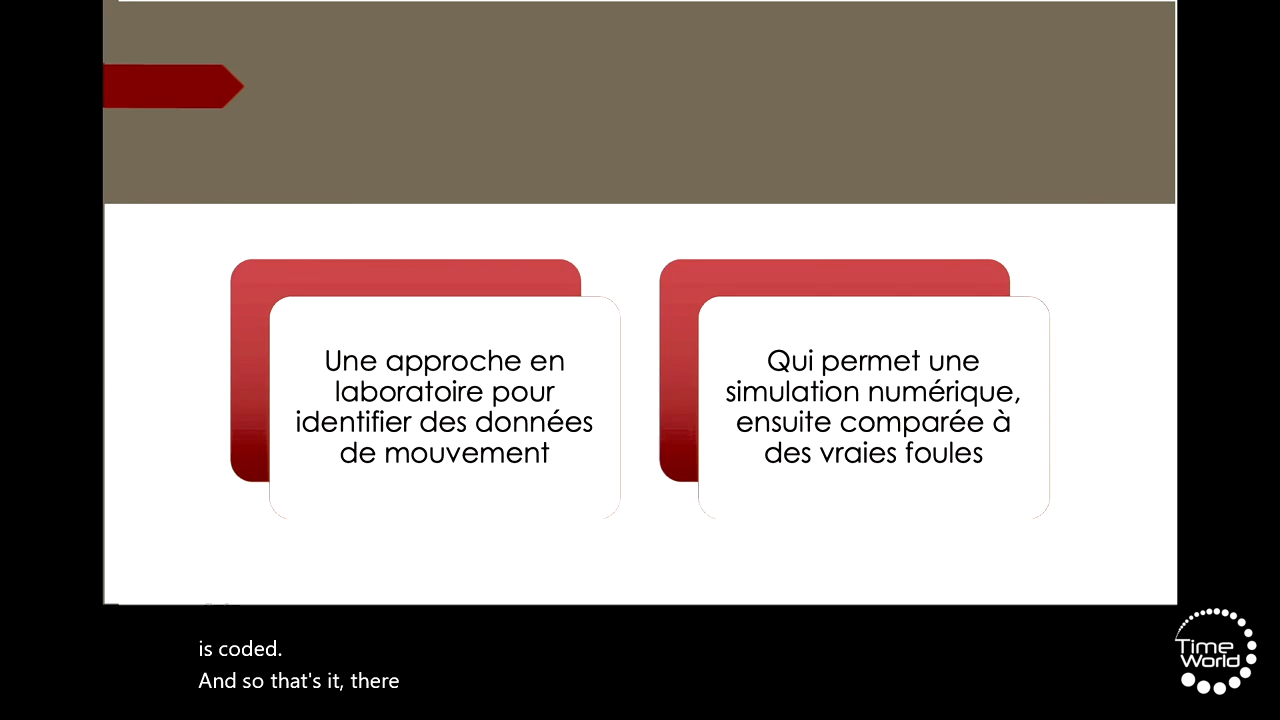 Une approche en
laboratoire pour
identifier des données
de mouvement
Qui permet une
simulation numérique,
ensuite comparée à
des vraies foules
is coded.
And so that's it, there
Time
World